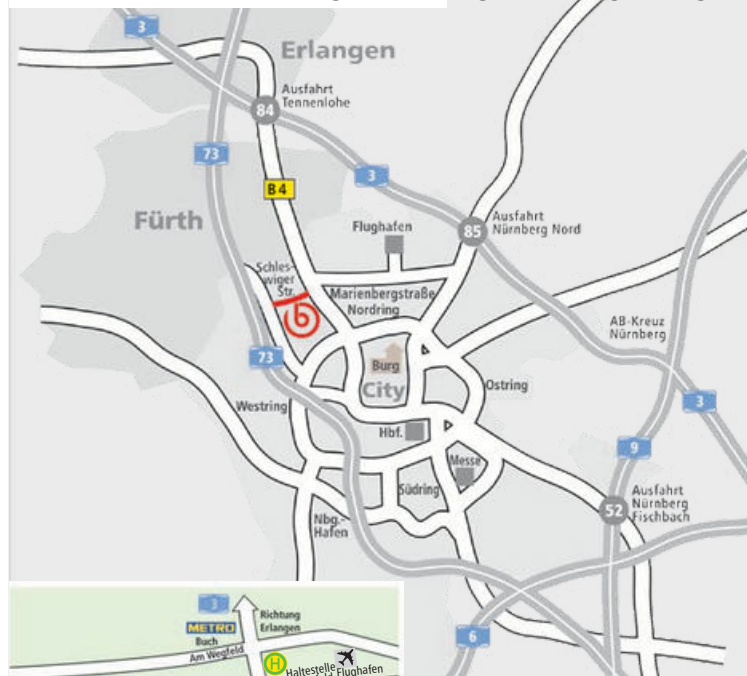 3
Erlangen
Ausfahrt
Tennenlohe
84
73
3
B 4
Fürth
Flughafen
Ausfahrt
Nürnberg Nord
85
Schles-
wiger
Str.
Marienbergstraße
Nordring
AB-Kreuz
Nürnberg
73
Burg
City
Ostring
3
Westring
Hbf.
9
Messe
Südring
Ausfahrt
Nürnberg
Fischbach
52
Nbg.-
Hafen
3
Richtung
Erlangen
METRO
Buch
6
Am Wegfeld
H
Haltestelle
Flughafen